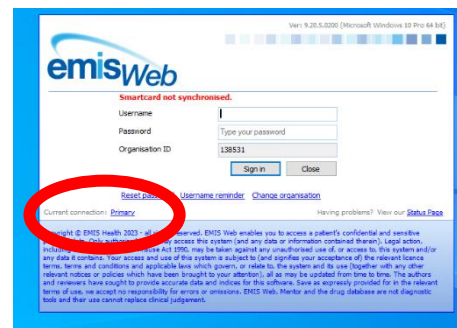 Ver: 9.20.5.0200 (Microsoft Windows 10 Pro 64 bit)
emisWeb
Smartcard not synchronised.
Username
Password Type your password
Organisation ID 138531
Sign in Close
Reset Username reminder Change organisation
Current connection: Primary Having problems? View our Status Page
© EMIS Health 2023 - all reserved. EMIS Web enables you to access a patient's confidential and sensitive
access this system (and any data or information contained therein). Legal action,
including use Act 1990, may be taken against any unauthorised use of, or access to, this system and/or
any data it contains. Your access and use of this system is subject to (and signifies your acceptance of) the relevant licence
terms, terms and conditions and applicable laws which govern, or relate to, the system and its use (together with any other
relevant notices or policies which have been brought to your attention), all as may be updated from time to time. The authors
and reviewers have sought to provide accurate data and indices for this software. Save as expressly provided for in the relevant
terms of use, we accept no responsibility for errors or omissions. EMIS Web, Mentor and the drug database are not diagnostic
tools and their use cannot replace clinical judgement.